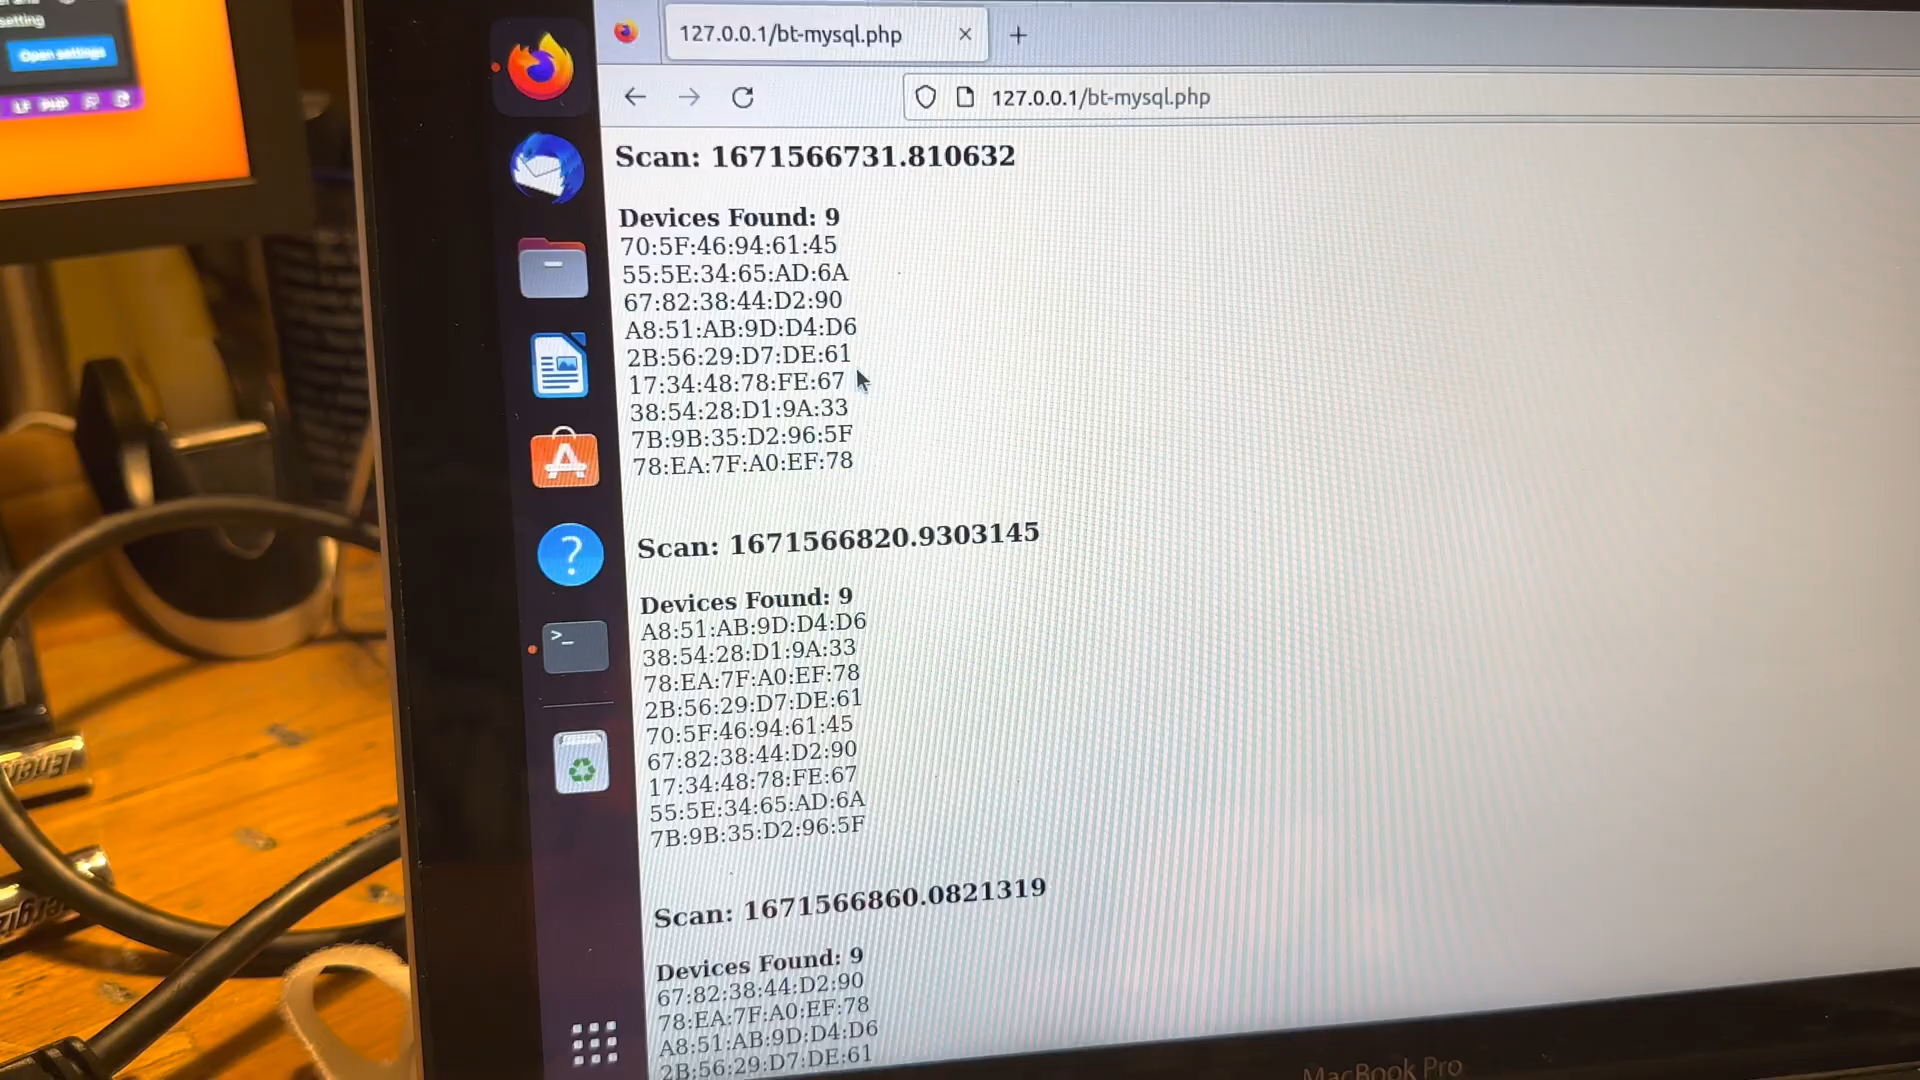 setting
Open settings
LF PHP
127.0.0.1/bt-mysql.php
127.0.0.1/bt-mysql.php
Scan: 1671566731.810632
Devices Found: 9
70:5F:46:94:61:45
55:5E:34:65:AD:6A
67:82:38:44:D2:90
A8:51:AB:9D:D4:D6
2B:56:29:D7:DE:61
17:34:48:78:FE:67
38:54:28:D1:9A:33
7B:9B:35:D2:96:5F
78:EA:7F:A0:EF:78
Scan: 1671566820.9303145
Devices Found: 9
A8:51:AB:9D:D4:D6
38:54:28:D1:9A:33
78:EA:7F:A0:EF:78
2B:56:29:D7:DE:61
70:5F:46:94:61:45
67:82:38:44:D2:90
17:34:48:78:FE:67
55:5E:34:65:AD:6A
7B:9B:35:D2:96:5F
Scan: 1671566860.0821319
Devices Found: 9
67:82:38:44:D2:90
78:EA:7F:A0:EF:78
A8:51:AB:9D:D4:D6
2B:56:29:D7:DE:61
MacBook Pro